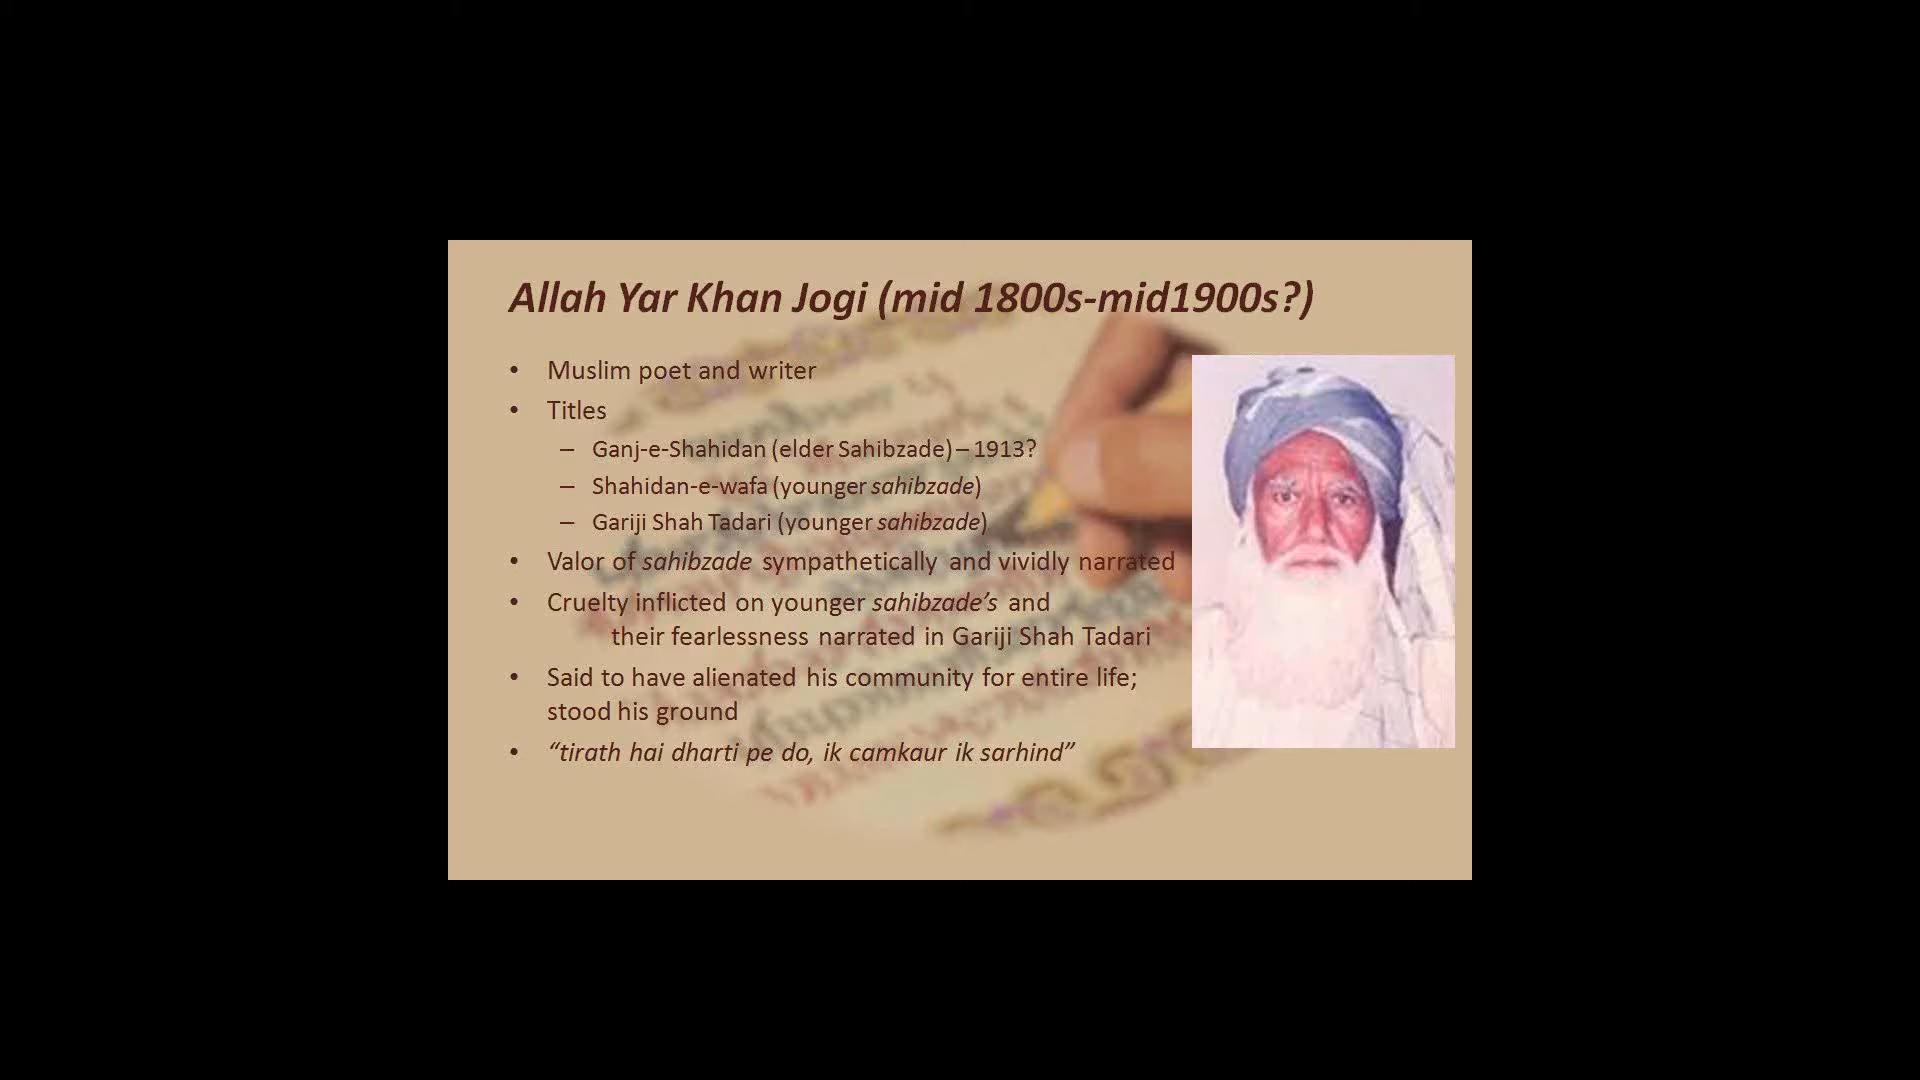 Allah Yar Khan Jogi (mid 1800s-mid1900s?)
• Muslim poet and writer
• Titles
– Ganj-e-Shahidan (elder Sahibzade) – 1913?
– Shahidan-e-wafa (younger sahibzade)
– Gariji Shah Tadari (younger sahibzade)
• Valor of sahibzade sympathetically and vividly narrated
• Cruelty inflicted on younger sahibzade’s and
their fearlessness narrated in Gariji Shah Tadari
• Said to have alienated his community for entire life;
stood his ground
• “tirath hai dharti pe do, ik camkaur ik sarhind”